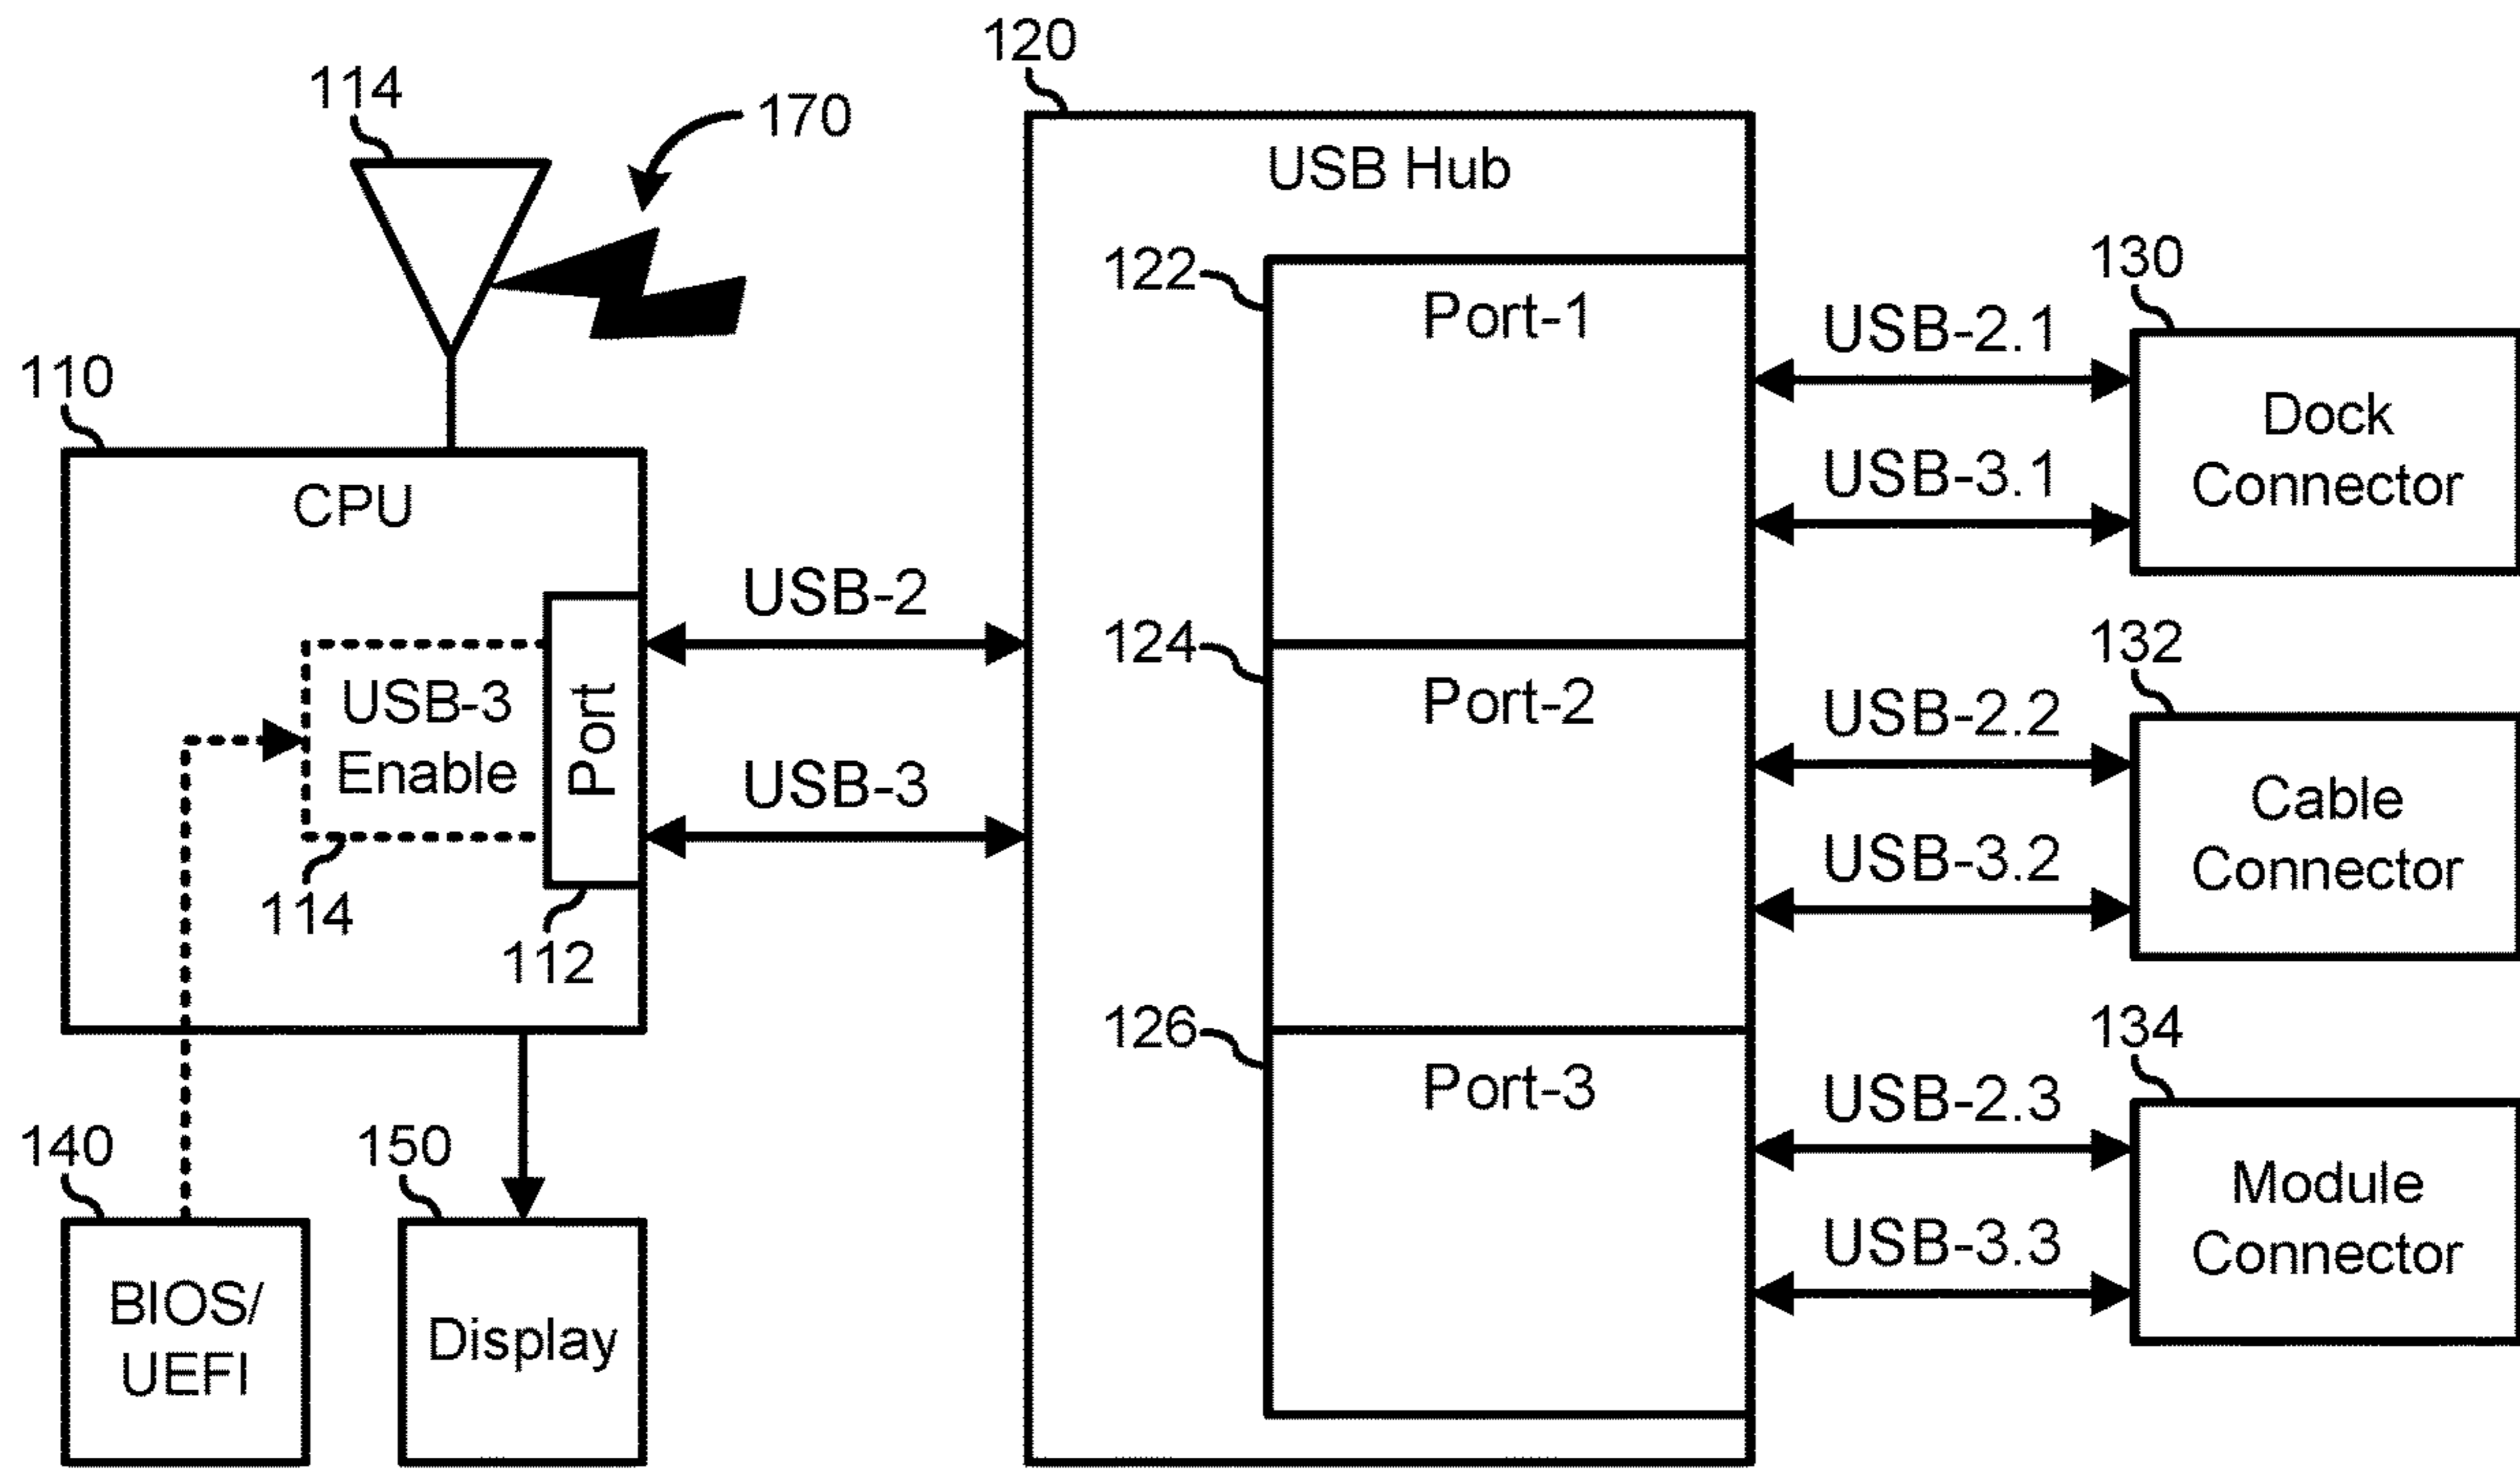 120
114
170
USB Hub
122
Port-1
130
USB-2.1
Dock
Connector
USB-3.1
110
CPU
USB-2
USB-3
Enable
Port
USB-3
114
112
124
Port-2
132
USB-2.2
Cable
Connector
USB-3.2
126
Port-3
134
USB-2.3
Module
Connector
USB-3.3
140
150
BIOS/
UEFI
Display